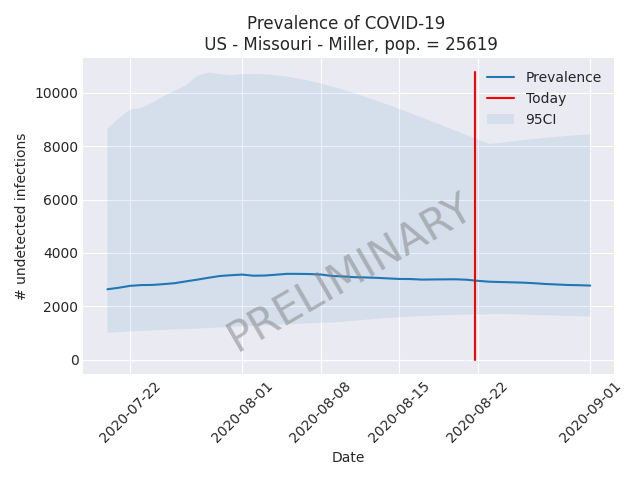 Prevalence of COVID-19
US - Missouri - Miller, pop. = 25619
Prevalence
Today
95CI
# undetected infections
10000
8000
6000
4000
2000
0
PRELIMINARY
2020-07-22
2020-08-01
2020-08-08
2020-08-15
2020-08-22
2020-09-01
Date